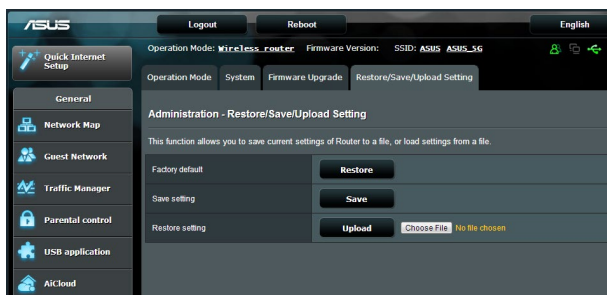 ASUS
Logout Reboot English
Quick Internet Setup
Operation Mode: Wireless router Firmware Version: SSID: ASUS ASUS_5G
Operation Mode System Firmware Upgrade Restore/Save/Upload Setting
General
Network Map
Guest Network
Traffic Manager
Parental control
USB application
AiCloud
Administration - Restore/Save/Upload Setting
This function allows you to save current settings of Router to a file, or load settings from a file.
Factory default Restore
Save setting Save
Restore setting Upload Choose File No file chosen